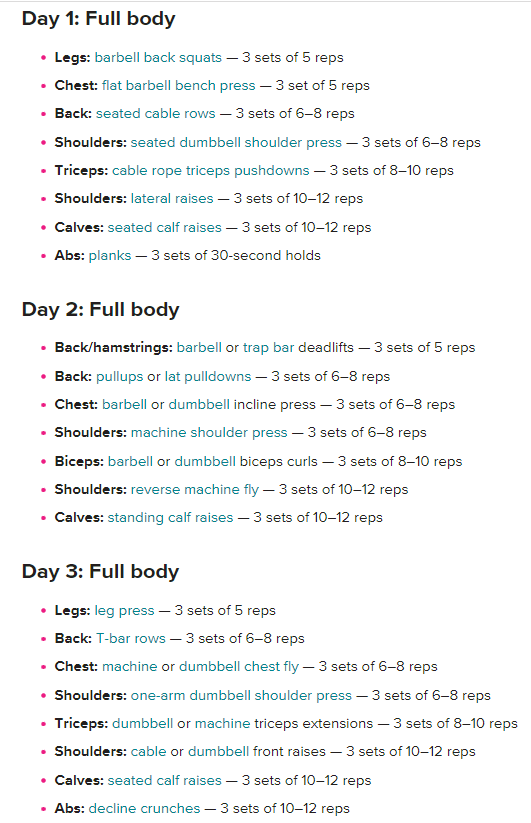 Day 1: Full body
• Legs: barbell back squats — 3 sets of 5 reps
• Chest: flat barbell bench press — 3 set of 5 reps
• Back: seated cable rows — 3 sets of 6–8 reps
• Shoulders: seated dumbbell shoulder press — 3 sets of 6–8 reps
• Triceps: cable rope triceps pushdowns — 3 sets of 8–10 reps
• Shoulders: lateral raises — 3 sets of 10–12 reps
• Calves: seated calf raises — 3 sets of 10–12 reps
• Abs: planks — 3 sets of 30-second holds
Day 2: Full body
• Back/hamstrings: barbell or trap bar deadlifts — 3 sets of 5 reps
• Back: pullups or lat pulldowns — 3 sets of 6–8 reps
• Chest: barbell or dumbbell incline press — 3 sets of 6–8 reps
• Shoulders: machine shoulder press — 3 sets of 6–8 reps
• Biceps: barbell or dumbbell biceps curls — 3 sets of 8–10 reps
• Shoulders: reverse machine fly — 3 sets of 10–12 reps
• Calves: standing calf raises — 3 sets of 10–12 reps
Day 3: Full body
• Legs: leg press — 3 sets of 5 reps
• Back: T-bar rows — 3 sets of 6–8 reps
• Chest: machine or dumbbell chest fly — 3 sets of 6–8 reps
• Shoulders: one-arm dumbbell shoulder press — 3 sets of 6–8 reps
• Triceps: dumbbell or machine triceps extensions — 3 sets of 8–10 reps
• Shoulders: cable or dumbbell front raises — 3 sets of 10–12 reps
• Calves: seated calf raises — 3 sets of 10–12 reps
• Abs: decline crunches — 3 sets of 10–12 reps